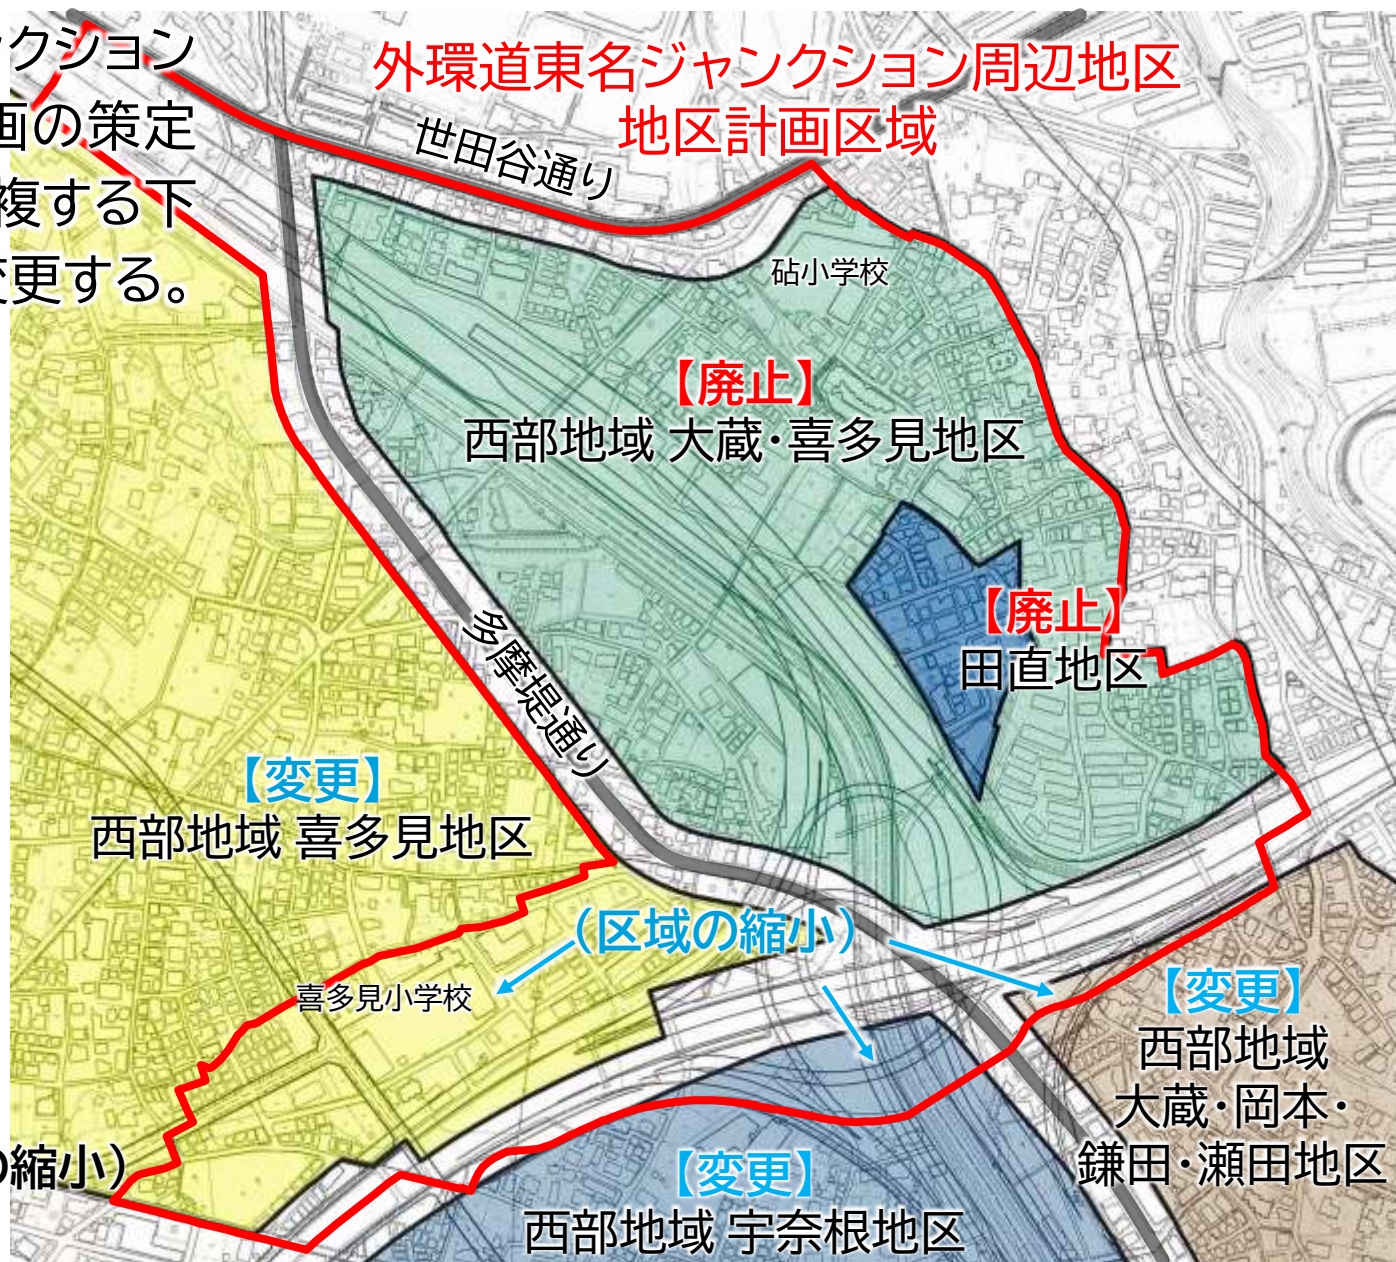 クション
画の策定
複する下
変更する。
外環道東名ジャンクション周辺地区
地区計画区域
世田谷通り
砧小学校
【廃止】
西部地域 大蔵・喜多見地区
【廃止】
田直地区
多摩堤通り
【変更】
西部地域 喜多見地区
（区域の縮小）
喜多見小学校
【変更】
西部地域
大蔵・岡本・
鎌田・瀬田地区
の縮小）
【変更】
西部地域 宇奈根地区